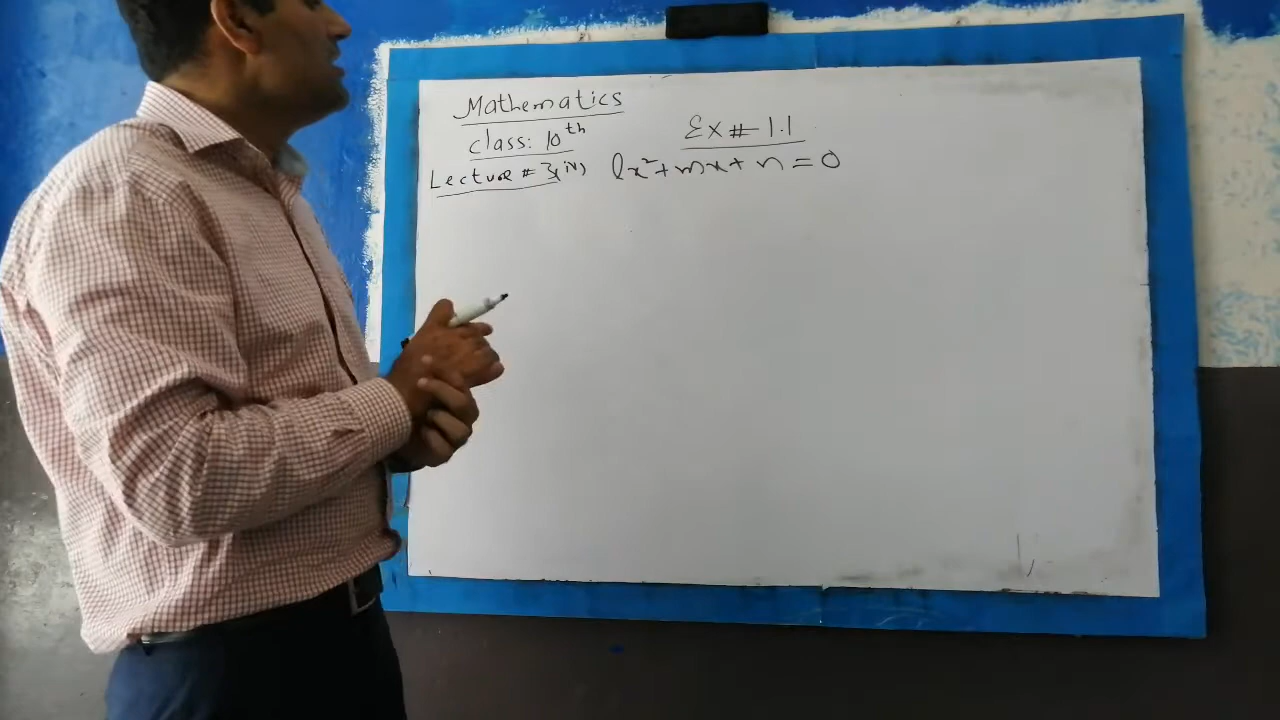 Mathematics
class: 10th
Ex # 1.1
Lecture # 3(iv) lx²+mx+n=0